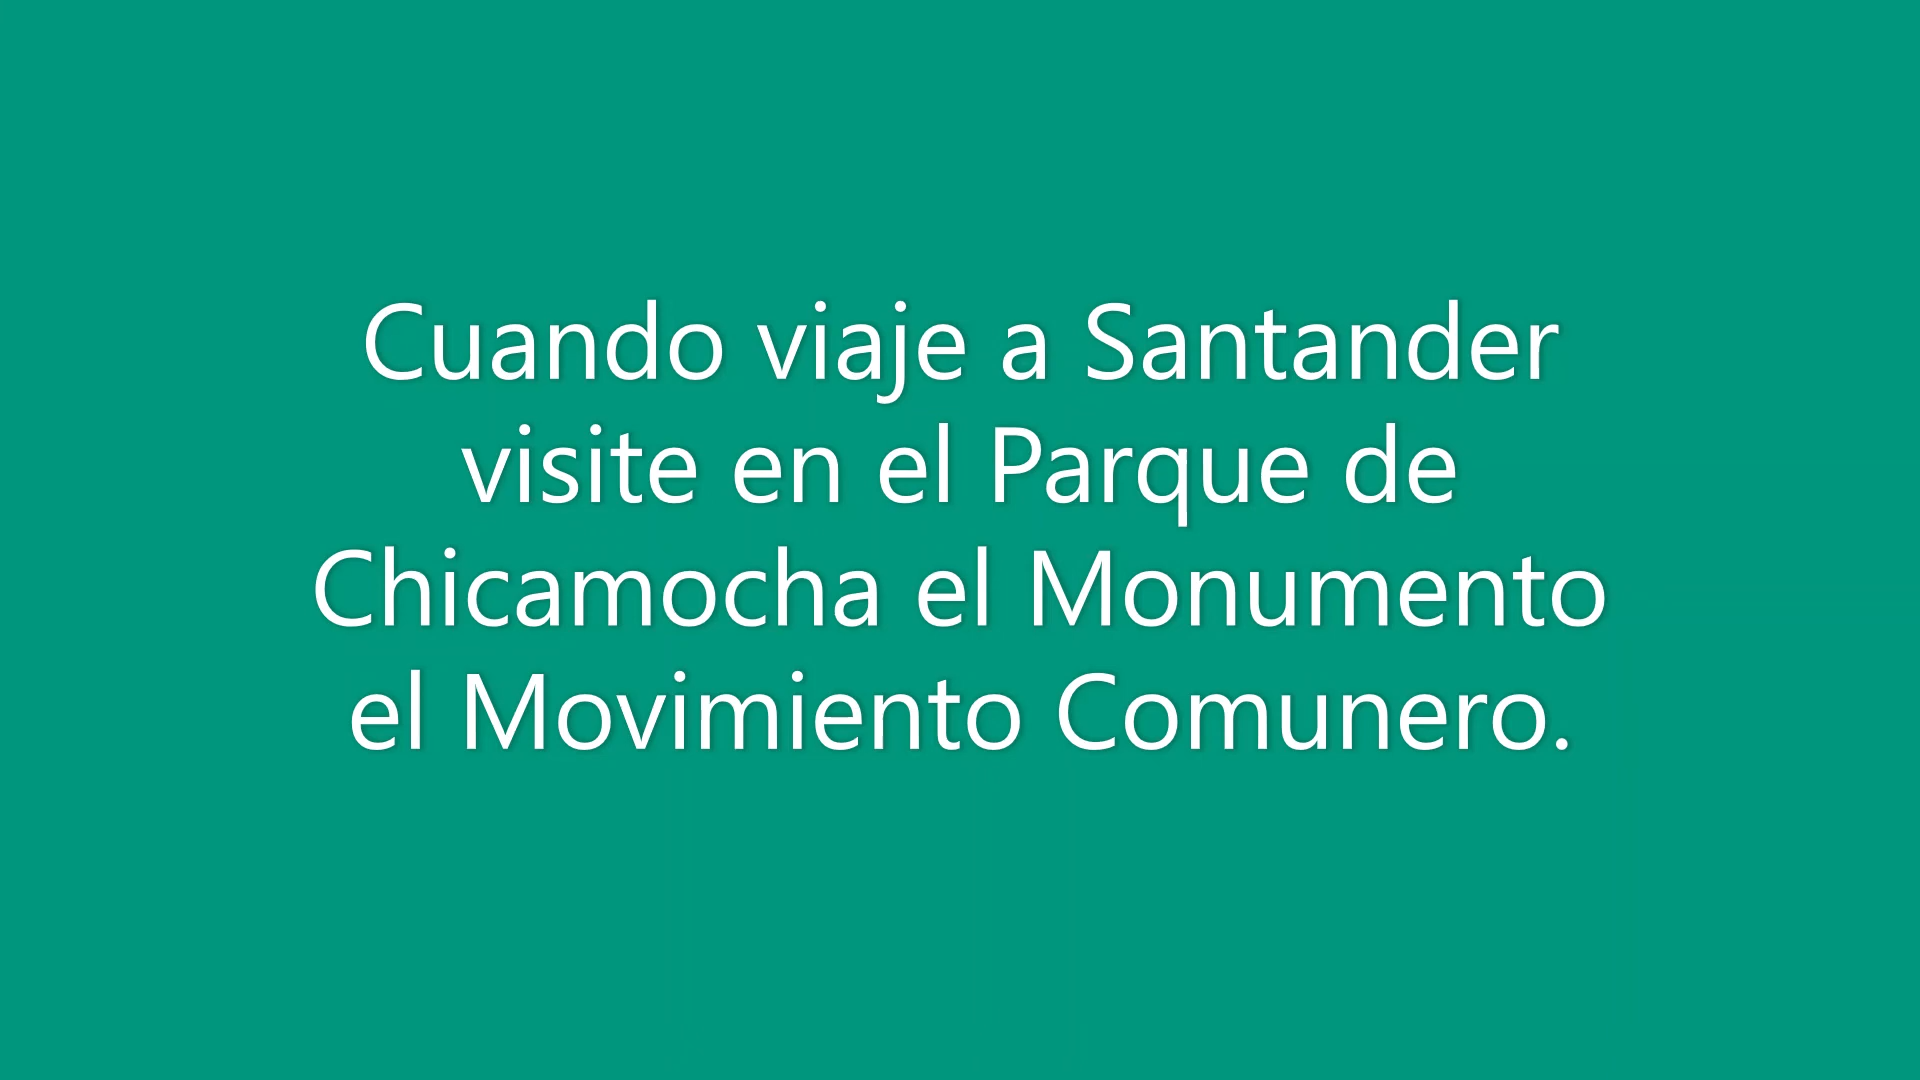 Cuando viaje a Santander
visite en el Parque de
Chicamocha el Monumento
el Movimiento Comunero.